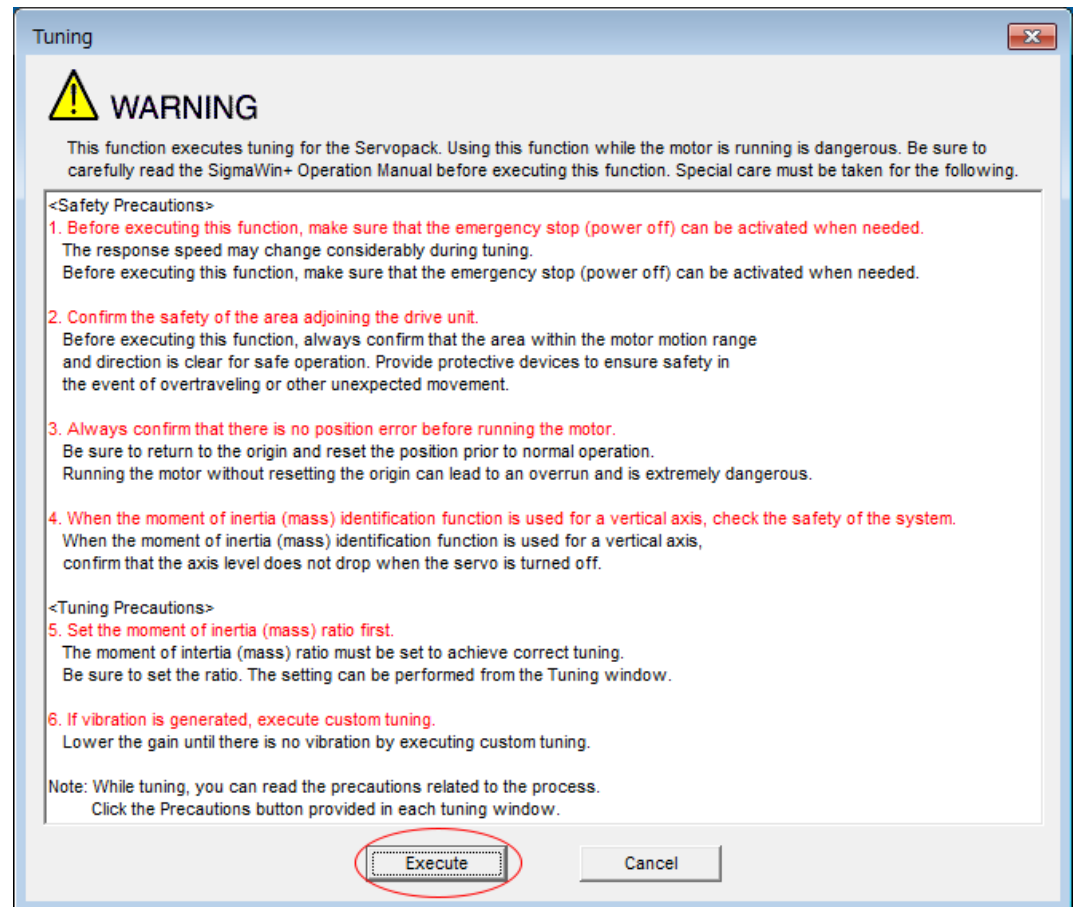 Tuning
WARNING
This function executes tuning for the Servopack. Using this function while the motor is running is dangerous. Be sure to
carefully read the SigmaWin+ Operation Manual before executing this function. Special care must be taken for the following.
<Safety Precautions>
1. Before executing this function, make sure that the emergency stop (power off) can be activated when needed.
The response speed may change considerably during tuning.
Before executing this function, make sure that the emergency stop (power off) can be activated when needed.
2. Confirm the safety of the area adjoining the drive unit.
Before executing this function, always confirm that the area within the motor motion range
and direction is clear for safe operation. Provide protective devices to ensure safety in
the event of overtraveling or other unexpected movement.
3. Always confirm that there is no position error before running the motor.
Be sure to return to the origin and reset the position prior to normal operation.
Running the motor without resetting the origin can lead to an overrun and is extremely dangerous.
4. When the moment of inertia (mass) identification function is used for a vertical axis, check the safety of the system.
When the moment of inertia (mass) identification function is used for a vertical axis,
confirm that the axis level does not drop when the servo is turned off.
<Tuning Precautions>
5. Set the moment of inertia (mass) ratio first.
The moment of intertia (mass) ratio must be set to achieve correct tuning.
Be sure to set the ratio. The setting can be performed from the Tuning window.
6. If vibration is generated, execute custom tuning.
Lower the gain until there is no vibration by executing custom tuning.
Note: While tuning, you can read the precautions related to the process.
Click the Precautions button provided in each tuning window.
Execute
Cancel